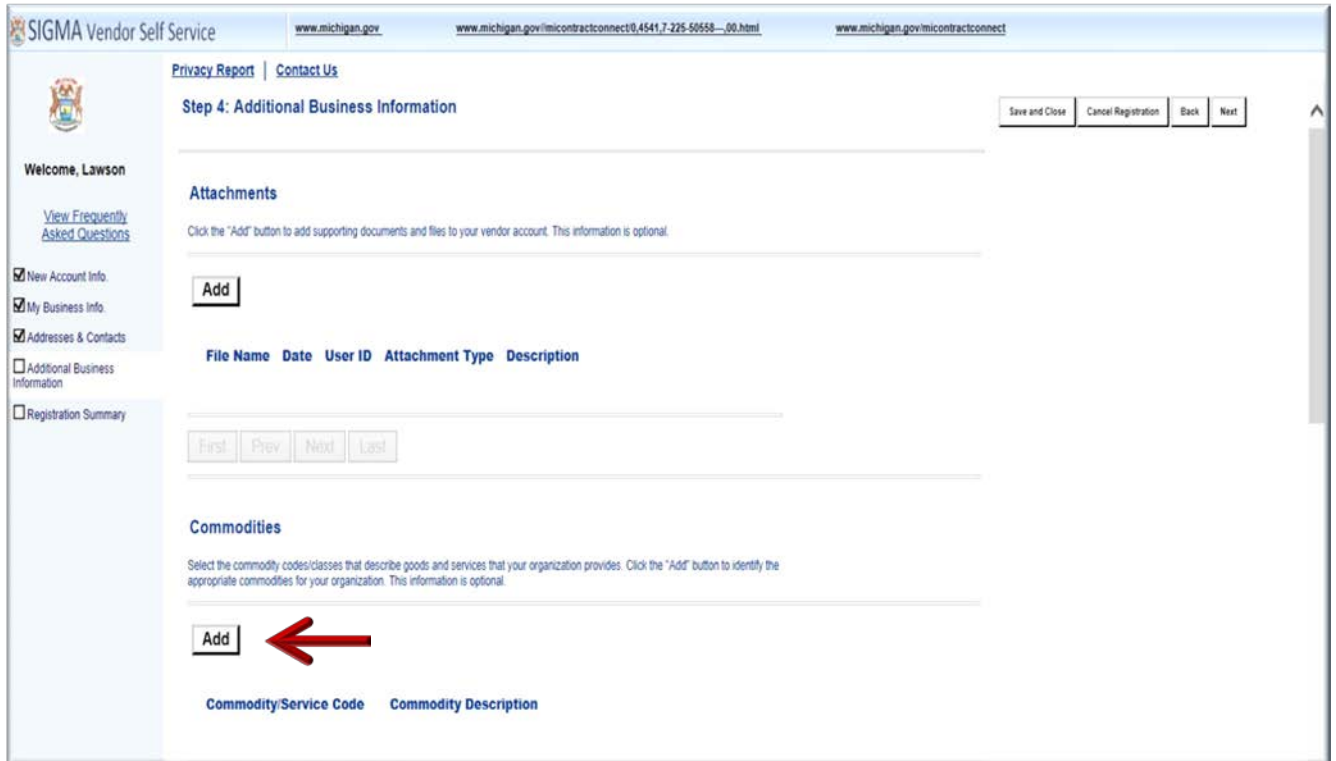 SIGMA Vendor Self Service
www.michigan.gov
www.michigan.gov//micontractconnect/0,4541,7-225-50558---,00.html
www.michigan.gov/micontractconnect
Privacy Report | Contact Us
Step 4: Additional Business Information
Save and Close
Cancel Registration
Back
Next
Welcome, Lawson
View Frequently
Asked Questions
New Account Info.
My Business Info.
Addresses & Contacts
Additional Business
Information
Registration Summary
Attachments
Click the "Add" button to add supporting documents and files to your vendor account. This information is optional.
Add
File Name Date User ID Attachment Type Description
First Prev Next Last
Commodities
Select the commodity codes/classes that describe goods and services that your organization provides. Click the "Add" button to identify the
appropriate commodities for your organization. This information is optional.
Add
Commodity/Service Code Commodity Description